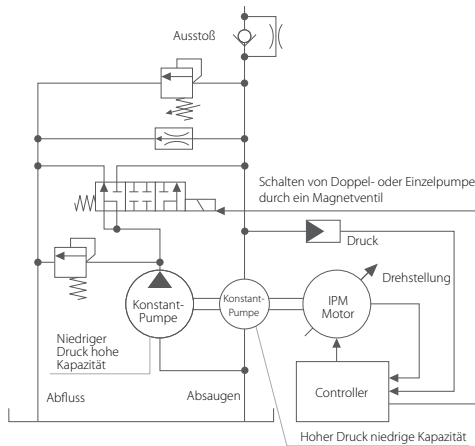 Ausstoß
Schalten von Doppel- oder Einzelpumpe
durch ein Magnetventil
Druck
Drehstellung
Konstant-
Pumpe
Konstant-
Pumpe
IPM
Motor
Niedriger
Druck hohe
Kapazität
Abfluss
Absaugen
Controller
Hoher Druck niedrige Kapazität